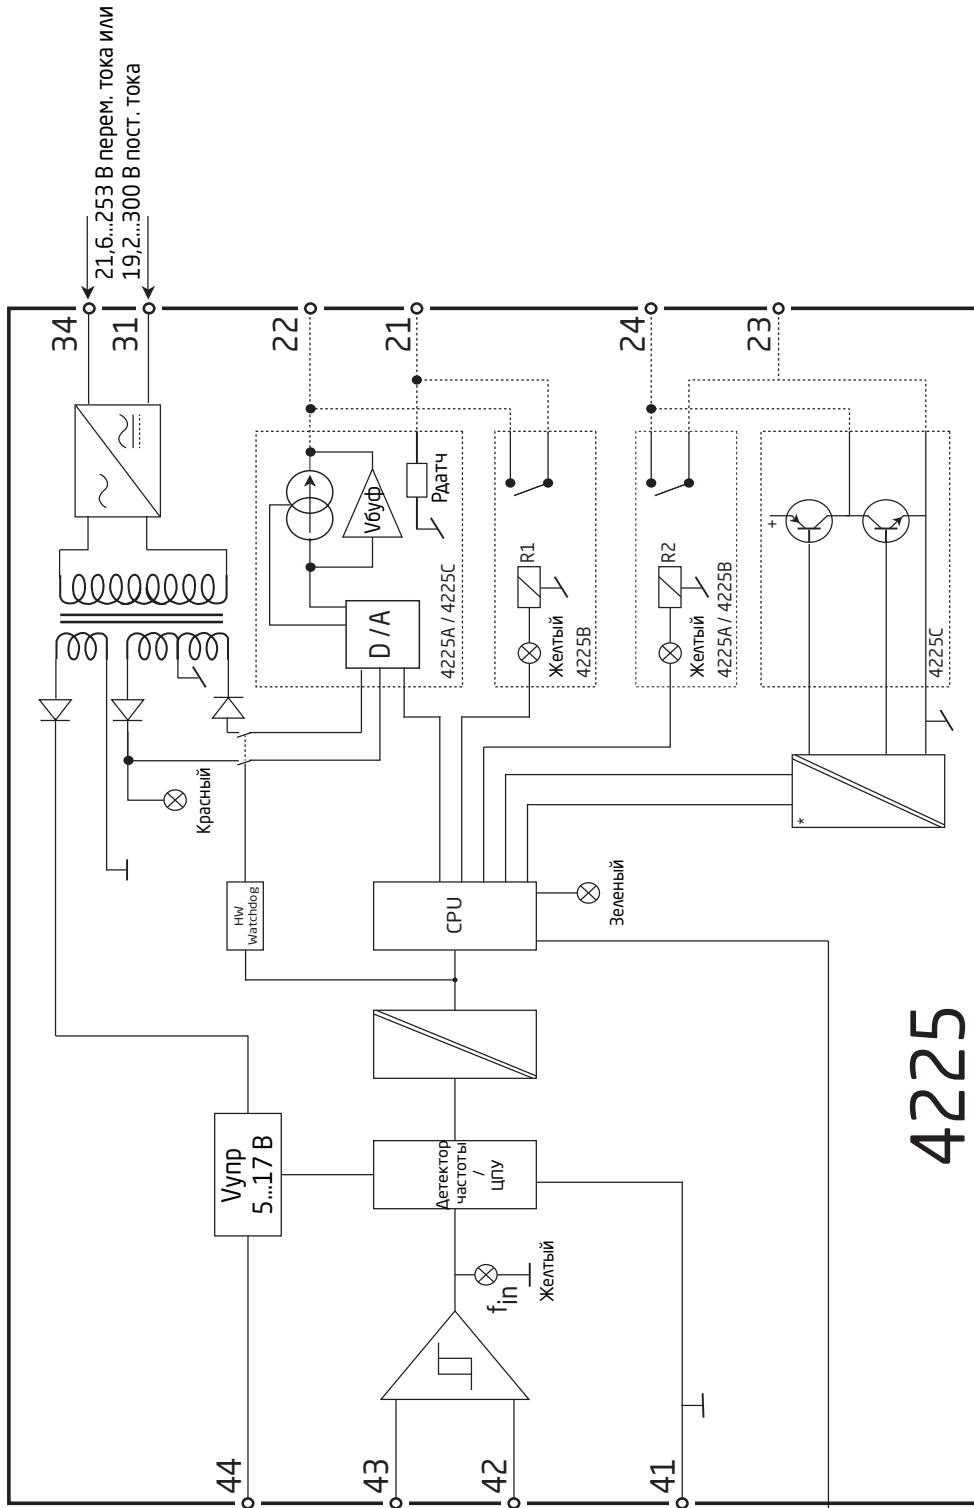 21,6...253 В перем. тока или
19,2...300 В пост. тока
34
31
22
21
24
23
Vбуф
Рдатч
D / A
4225A / 4225C
R1
Желтый
4225B
R2
Желтый
4225A / 4225B
+
4225C
*
Красный
HW
Watchdog
CPU
Зеленый
Vупр
5...17 В
Детектор
частоты
/
ЦПУ
fin
Желтый
44
43
42
41
4225